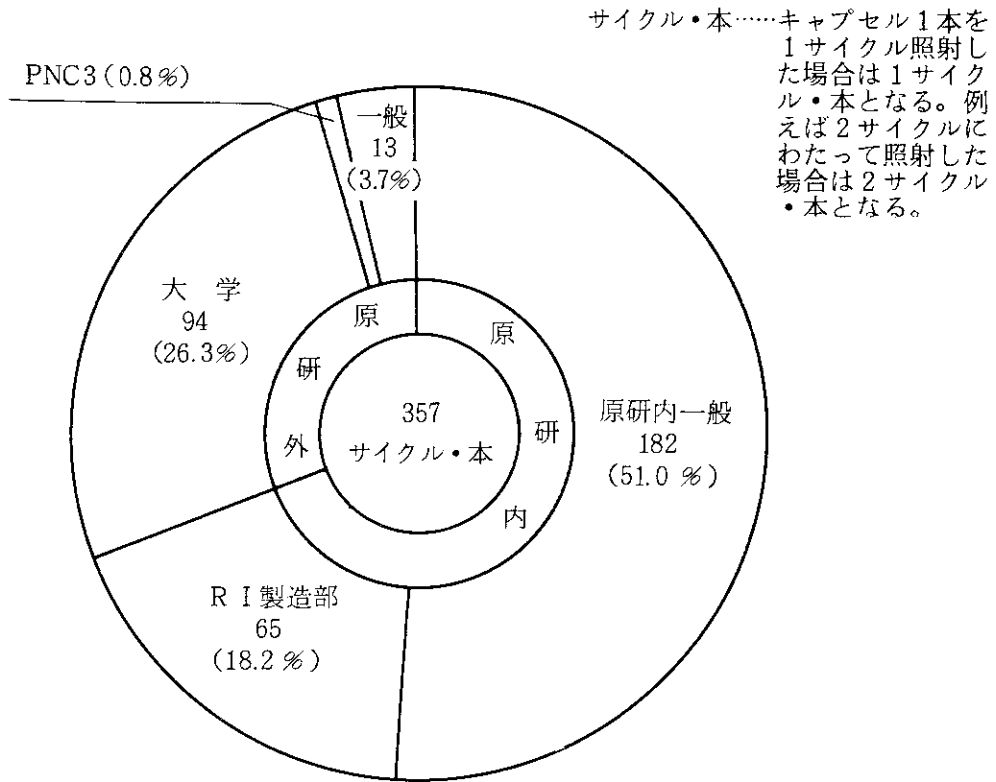 サイクル・本……キャプセル1本を
1サイクル照射し
た場合は1サイク
ル・本となる。例
えば2サイクルに
わたって照射した
場合は2サイクル
・本となる。
PNC3(0.8%)
一般
13
(3.7%)
大 学
94
(26.3%)
原
研
外
原
研
内
357
サイクル・本
原研内一般
182
(51.0 %)
R I 製造部
65
(18.2 %)